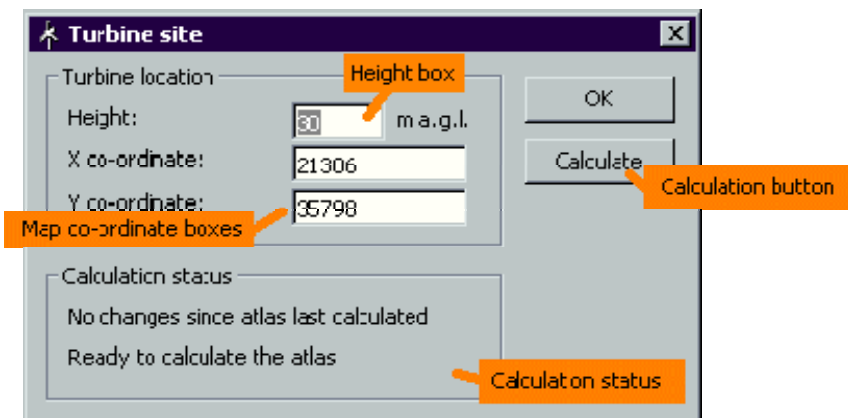 Turbine site
Turbine location
Height box
Height:
30
m a.g.l.
OK
X co-ordinate:
21306
Calculate
Calculation button
Y co-ordinate:
35798
Map co-ordinate boxes
Calculation status
No changes since atlas last calculated
Ready to calculate the atlas
Calculaton status